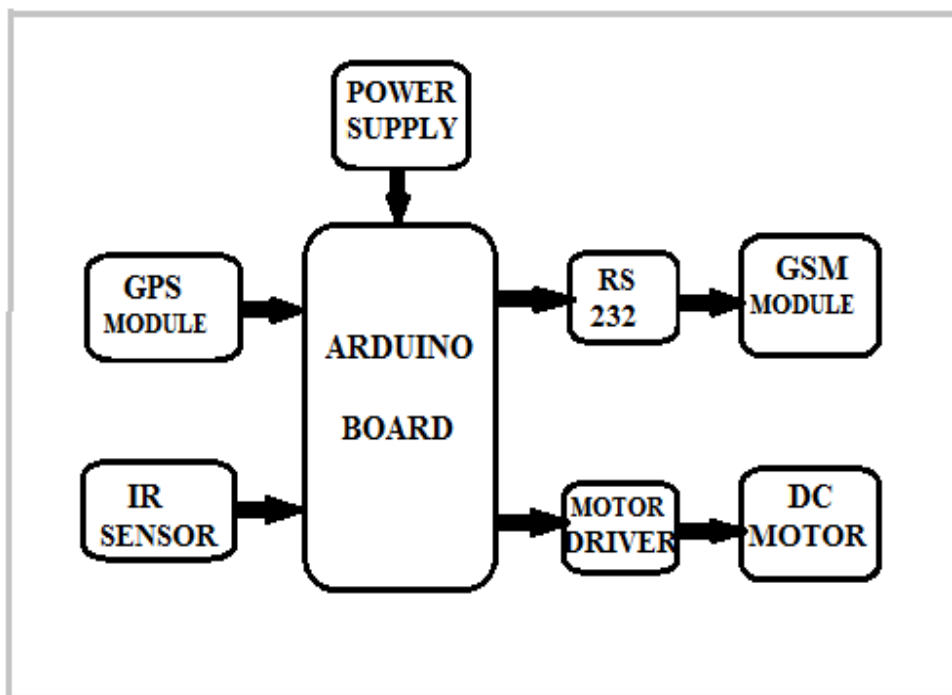 POWER
SUPPLY
GPS
MODULE
ARDUINO
BOARD
RS
232
GSM
MODULE
IR
SENSOR
MOTOR
DRIVER
DC
MOTOR